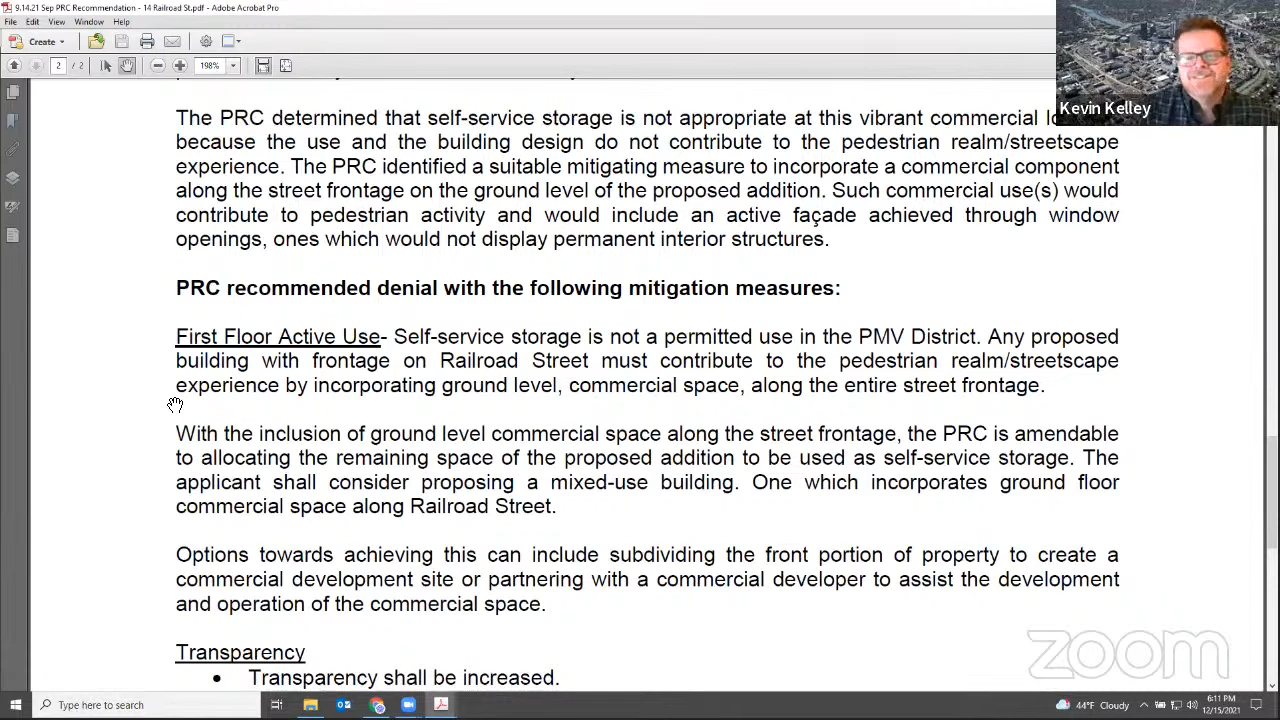 9.14.21 Sep PRC Recommendation - 14 Railroad St.pdf - Adobe Acrobat Pro
File Edit View Window Help
Create
2 / 2 198%
Kevin Kelley
The PRC determined that self-service storage is not appropriate at this vibrant commercial
because the use and the building design do not contribute to the pedestrian realm/streetscape
experience. The PRC identified a suitable mitigating measure to incorporate a commercial component
along the street frontage on the ground level of the proposed addition. Such commercial use(s) would
contribute to pedestrian activity and would include an active façade achieved through window
openings, ones which would not display permanent interior structures.
PRC recommended denial with the following mitigation measures:
First Floor Active Use- Self-service storage is not a permitted use in the PMV District. Any proposed
building with frontage on Railroad Street must contribute to the pedestrian realm/streetscape
experience by incorporating ground level, commercial space, along the entire street frontage.
With the inclusion of ground level commercial space along the street frontage, the PRC is amendable
to allocating the remaining space of the proposed addition to be used as self-service storage. The
applicant shall consider proposing a mixed-use building. One which incorporates ground floor
commercial space along Railroad Street.
Options towards achieving this can include subdividing the front portion of property to create a
commercial development site or partnering with a commercial developer to assist the development
and operation of the commercial space.
Transparency
• Transparency shall be increased.
zoom
Type here to search
44°F Cloudy
6:11 PM
12/15/2021